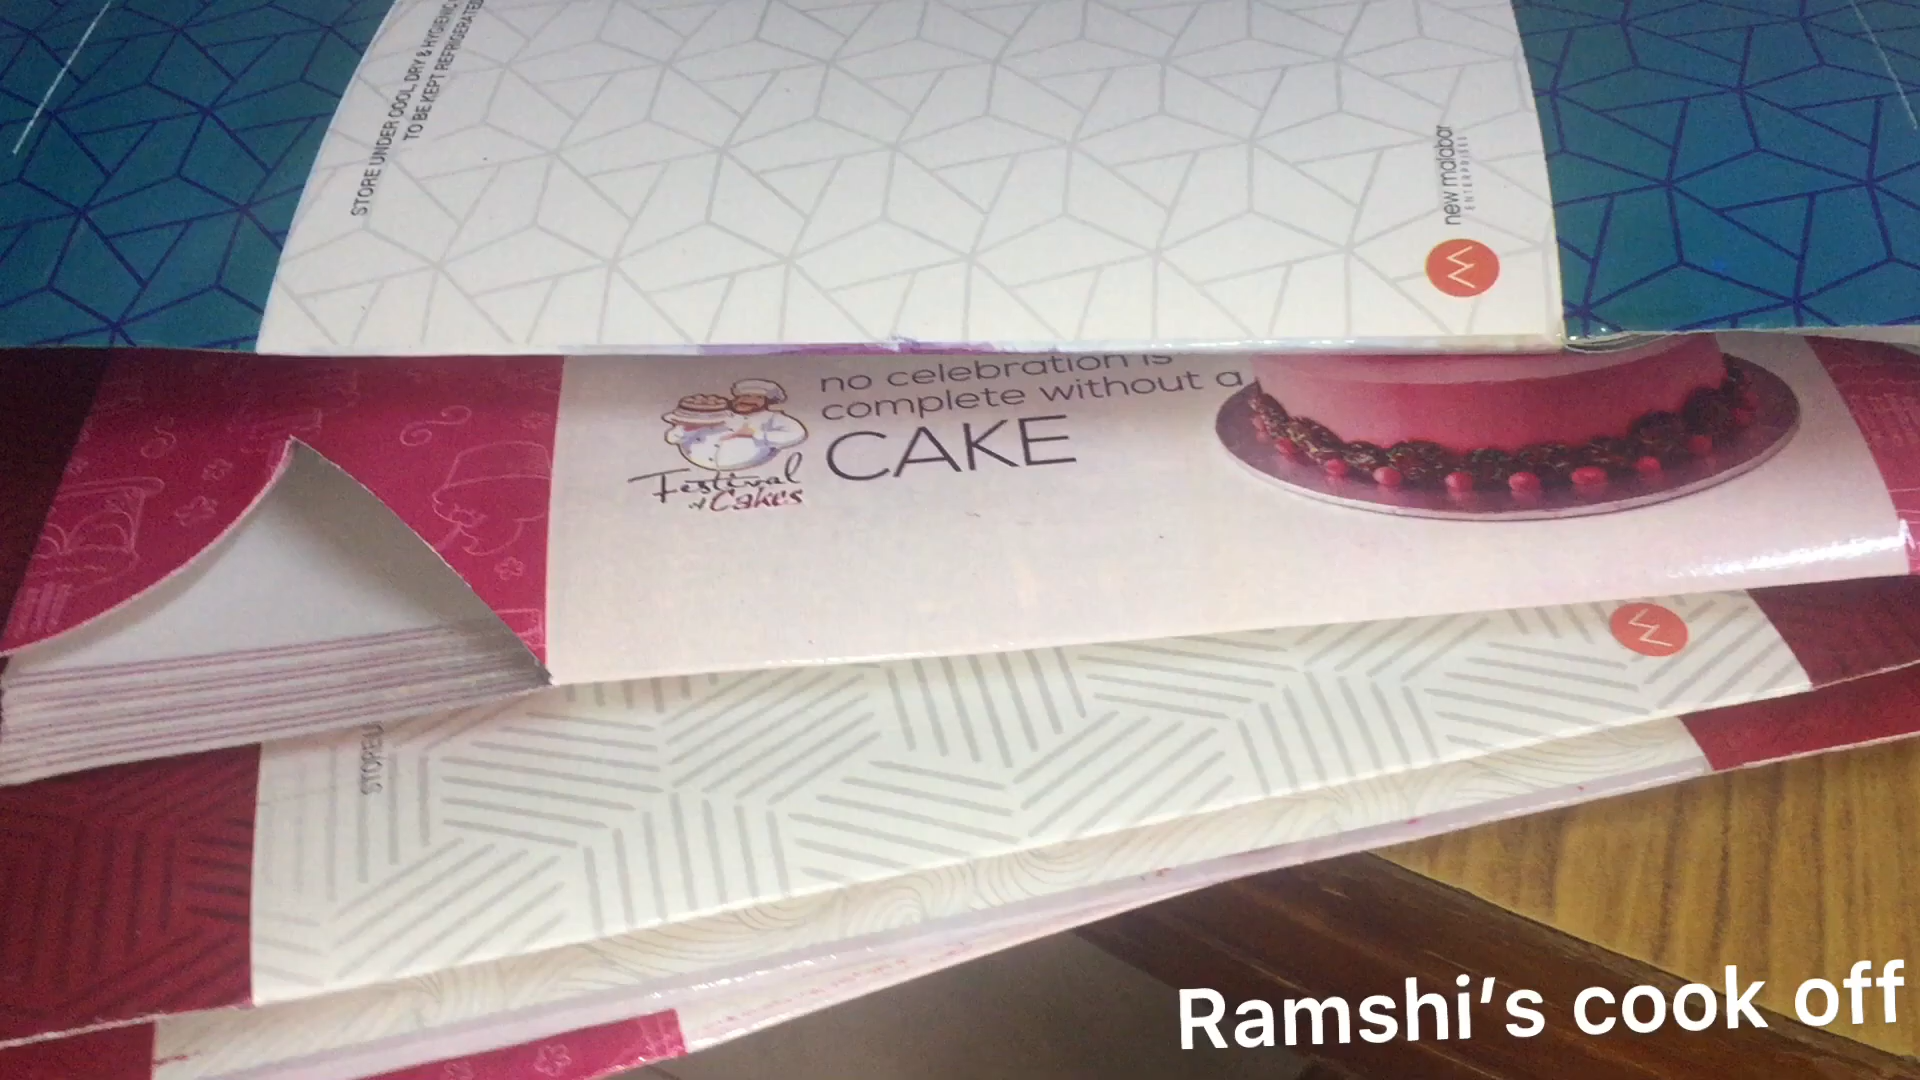 STORE UNDER COOL, DRY & HYGIENIC
TO BE KEPT REFRIGERATED
new malabar
ENTERPRISES
no celebration is
complete without a
CAKE
Festival
of Cakes
STORE U
Ramshi’s cook off